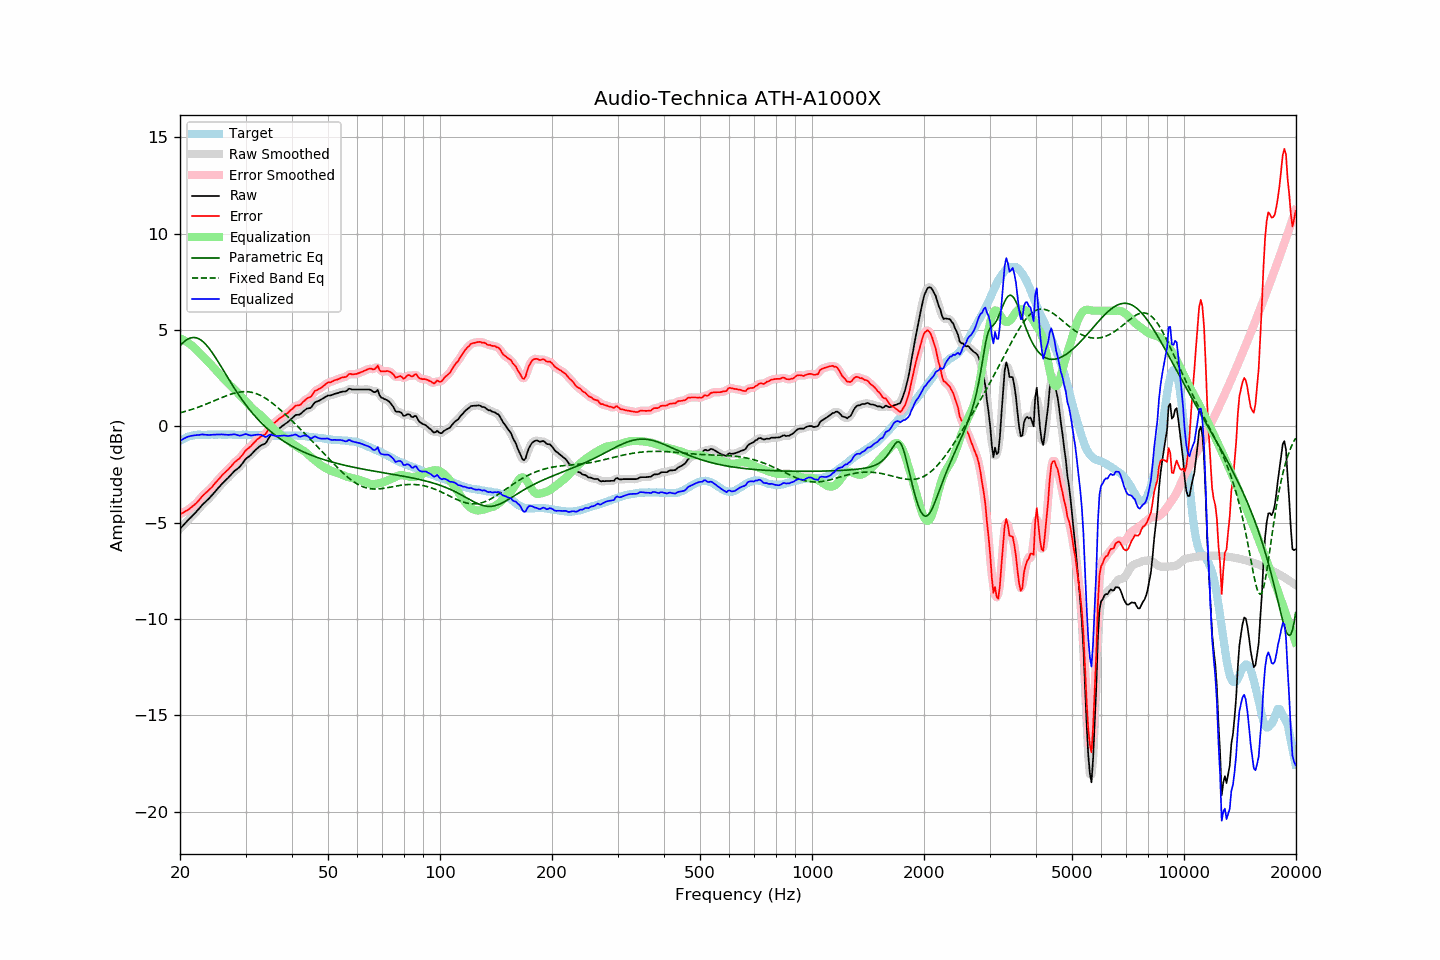 Audio-Technica ATH-A1000X
Amplitude (dBr)
15
10
5
0
−5
−10
−15
−20
Target
Raw Smoothed
Error Smoothed
Raw
Error
Equalization
Parametric Eq
Fixed Band Eq
Equalized
20 50 100 200 500 1000 2000 5000 10000 20000
Frequency (Hz)